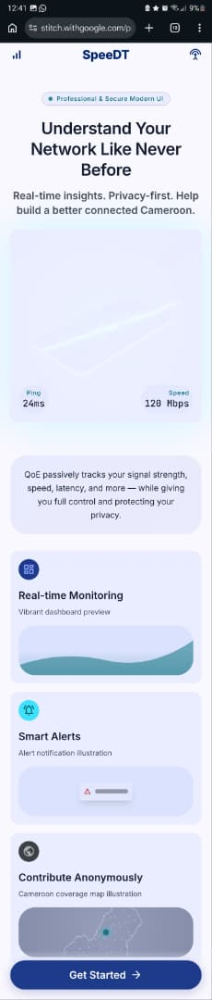 12:41
9%
stitch.withgoogle.com/p
SpeeDT
Professional & Secure Modern UI
Understand Your
Network Like Never
Before
Real-time insights. Privacy-first. Help
build a better connected Cameroon.
Ping
24ms
Speed
120 Mbps
QoE passively tracks your signal strength,
speed, latency, and more — while giving
you full control and protecting your
privacy.
Real-time Monitoring
Vibrant dashboard preview
Smart Alerts
Alert notification illustration
Contribute Anonymously
Cameroon coverage map illustration
Get Started →